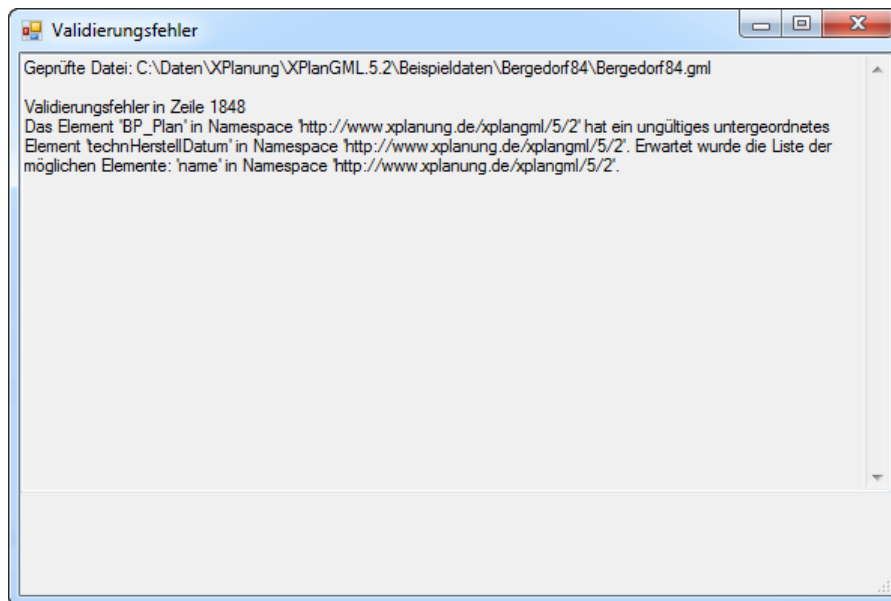 Validierungsfehler
Geprüfte Datei: C:\Daten\XPlanung\XPlanGML.5.2\Beispieldaten\Bergedorf84\Bergedorf84.gml
Validierungsfehler in Zeile 1848
Das Element 'BP_Plan' in Namespace 'http://www.xplanung.de/xplangml/5/2' hat ein ungültiges untergeordnetes
Element 'technHerstellDatum' in Namespace 'http://www.xplanung.de/xplangml/5/2'. Erwartet wurde die Liste der
möglichen Elemente: 'name' in Namespace 'http://www.xplanung.de/xplangml/5/2'.